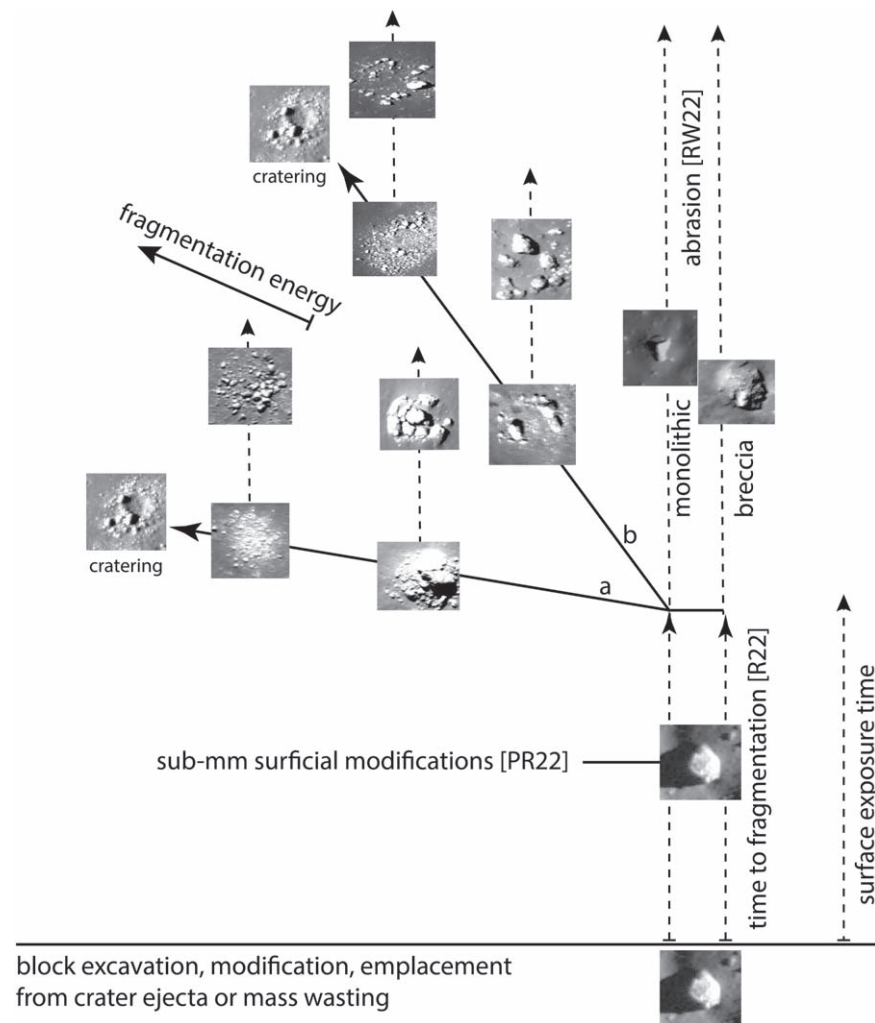 cratering
fragmentation energy
abrasion [RW22]
monolithic
breccia
cratering
b
a
time to fragmentation [R22]
surface exposure time
sub-mm surficial modifications [PR22]
block excavation, modification, emplacement
from crater ejecta or mass wasting